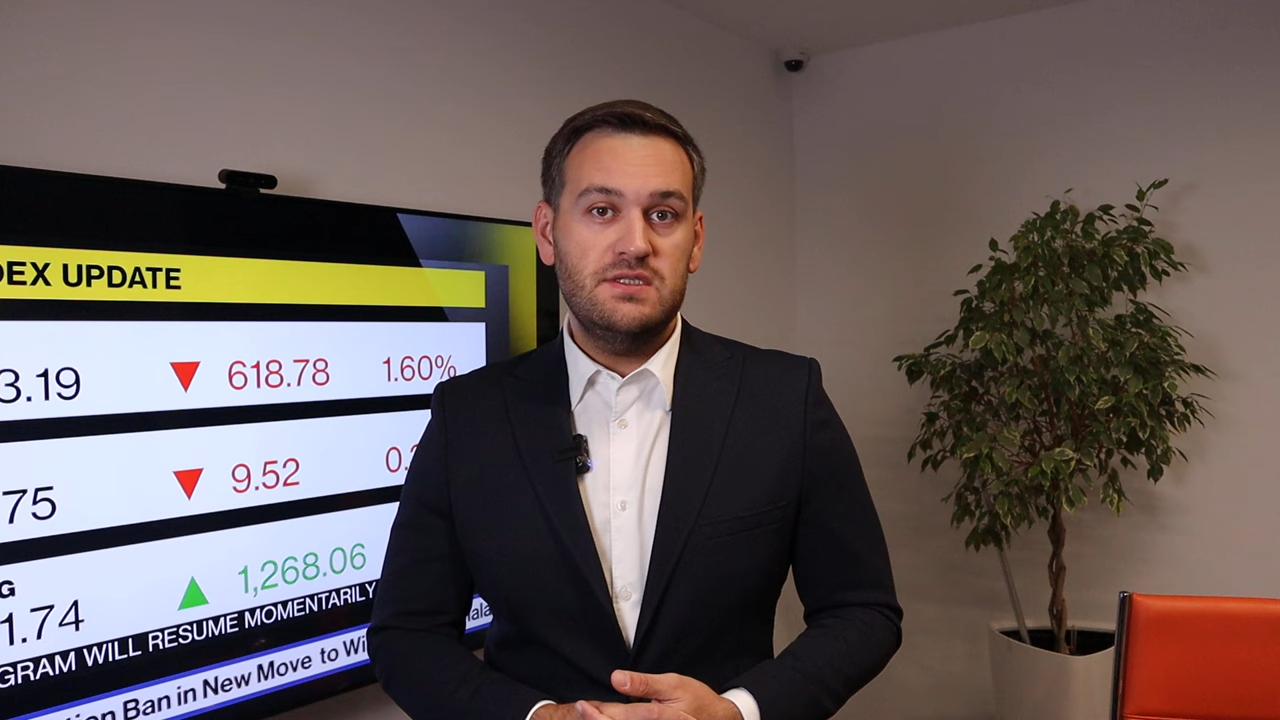 DEX UPDATE
3.19 ▼ 618.78 1.60%
75 ▼ 9.52 0.
G
1.74 ▲ 1,268.06
GRAM WILL RESUME MOMENTARILY
ion Ban in New Move to Wi